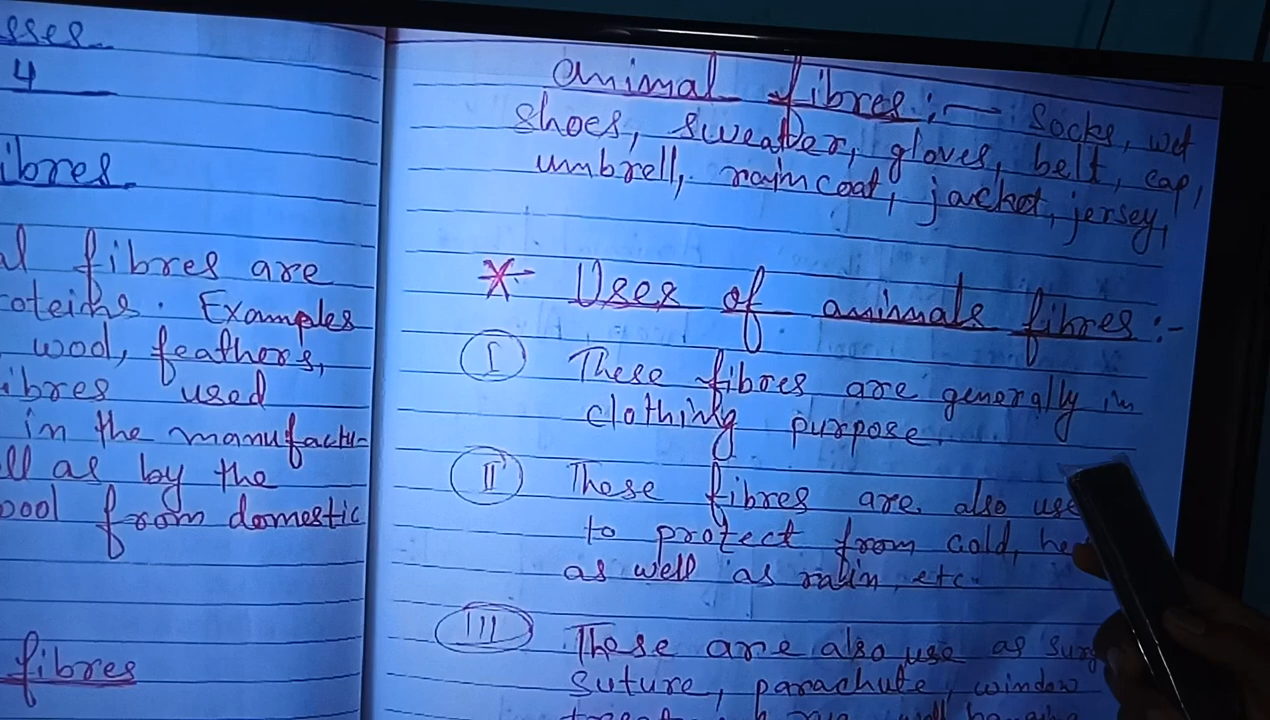 sses
4
ibres
al fibres are
oteins. Examples
wool, feathers,
ibres used
in the manufactu-
ll as by the
ool from domestic
fibres
animal fibres :- Socks, wet
shoes, sweater, gloves, belt, cap,
umbrell, raincoat, jacket, jersey,
* Uses of animals fibres :-
I These fibres are generally in
clothing purpose.
II These fibres are also use
to protect from cold, he
as well as rain, etc.
III These are also use as surg
suture, parachute, window